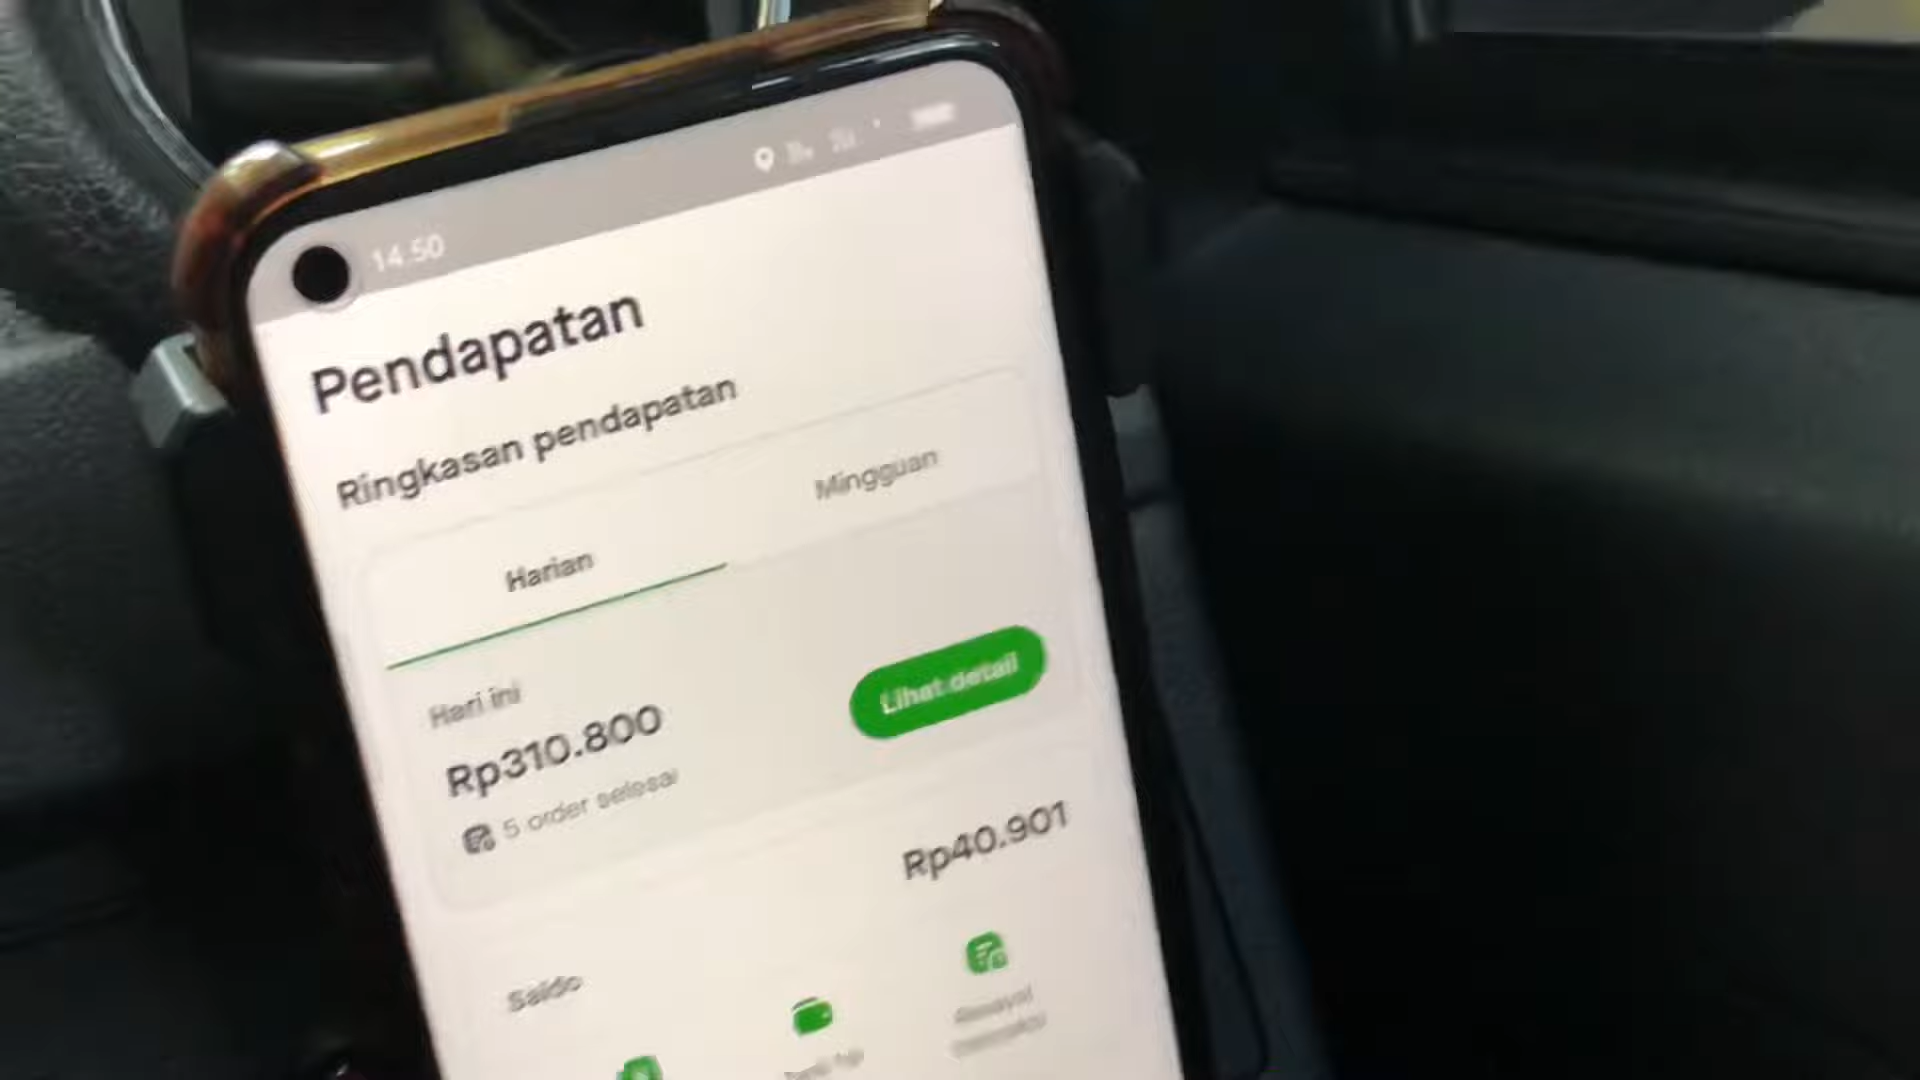 14.50
Pendapatan
Ringkasan pendapatan
Harian
Mingguan
Hari ini
Rp310.800
Lihat detail
5 order selesai
Saldo
Rp40.901